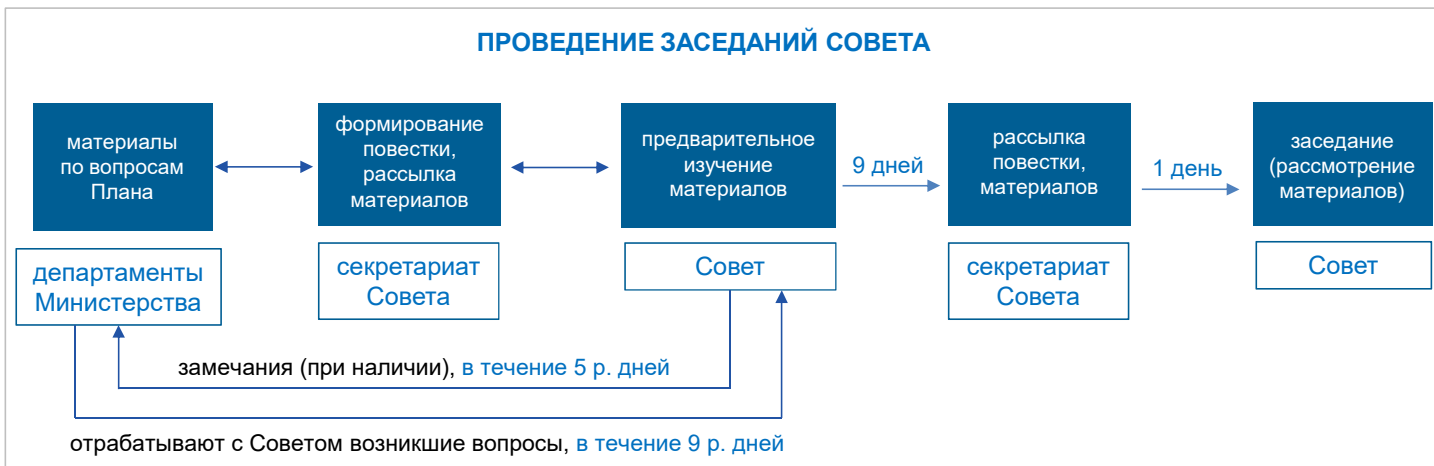 ПРОВЕДЕНИЕ ЗАСЕДАНИЙ СОВЕТА
материалы
по вопросам
Плана
формирование
повестки,
рассылка
материалов
предварительное
изучение
материалов
9 дней
рассылка
повестки,
материалов
1 день
заседание
(рассмотрение
материалов)
департаменты
Министерства
секретариат
Совета
Совет
секретариат
Совета
Совет
замечания (при наличии), в течение 5 р. дней
отрабатывают с Советом возникшие вопросы, в течение 9 р. дней